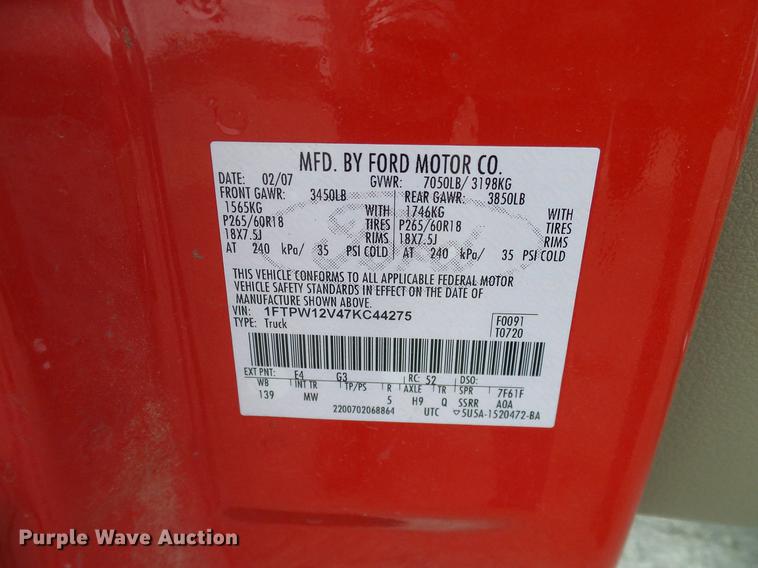 MFD. BY FORD MOTOR CO.
DATE: 02/07 GVWR: 7050LB/ 3198KG
FRONT GAWR: 3450LB REAR GAWR: 3850LB
1565KG WITH 1746KG WITH
P265/60R18 TIRES P265/60R18 TIRES
18X7.5J RIMS 18X7.5J RIMS
AT 240 kPa/ 35 PSI COLD AT 240 kPa/ 35 PSI COLD
THIS VEHICLE CONFORMS TO ALL APPLICABLE FEDERAL MOTOR
VEHICLE SAFETY STANDARDS IN EFFECT ON THE DATE OF
MANUFACTURE SHOWN ABOVE.
VIN: 1FTPW12V47KC44275 F0091
TYPE: Truck T0720
EXT PNT: E4 G3 RC: 52 DSO:
WB INT TR TP/PS R AXLE TR SPR 7F61F
139 MW 5 H9 Q SSRR A0A
2200702068864 UTC ▽5U5A-1520472-BA
Ford
Purple Wave Auction